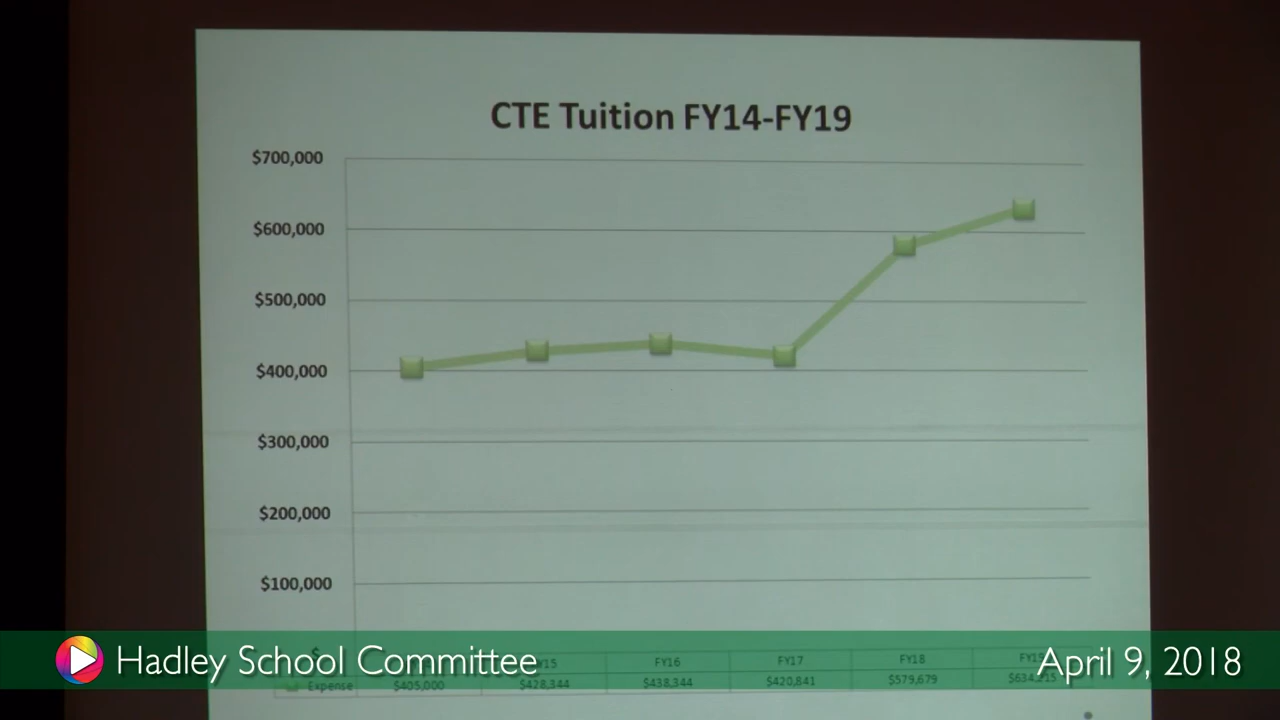 CTE Tuition FY14-FY19
$700,000
$600,000
$500,000
$400,000
$300,000
$200,000
$100,000
Hadley School Committee
FY16 FY17 FY18
April 9, 2018
Expense $405,000 $428,344 $438,344 $420,841 $579,679